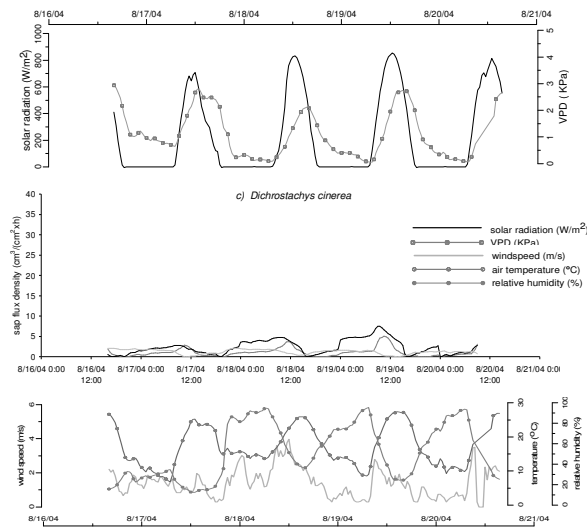 8/16/04 8/17/04 8/18/04 8/19/04 8/20/04 8/21/04
solar radiation (W/m2)
1000
800
600
400
200
0
5
4
3
2
1
0
VPD (KPa)
c) Dichrostachys cinerea
sap flux density (cm3/(cm2xh)
40
35
30
25
20
15
10
5
0
solar radiation (W/m2)
VPD (KPa)
windspeed (m/s)
air temperature (ºC)
relative humidity (%)
8/16/04 0:00 8/16/04 8/17/04 0:00 8/17/04 8/18/04 0:00 8/18/04 8/19/04 0:00 8/19/04 8/20/04 0:00 8/20/04 8/21/04 0:0
12:00 12:00 12:00 12:00 12:00
wind speed (m/s)
6
4
2
0
30
20
10
0
temperature (ºC)
100
80
60
40
20
0
relative humidity (%)
8/16/04 8/17/04 8/18/04 8/19/04 8/20/04 8/21/04